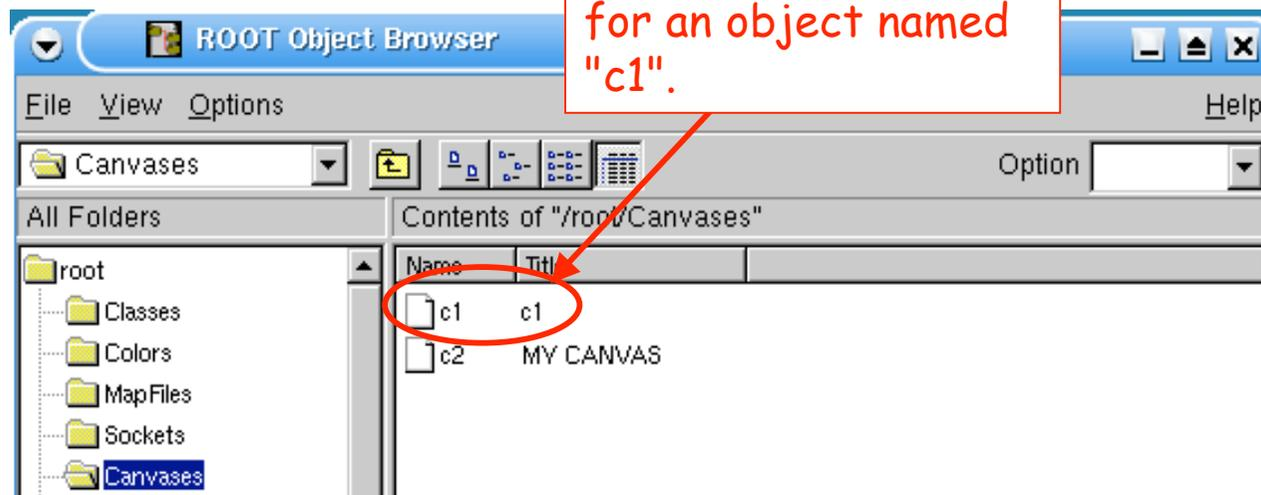 for an object named
"c1".
ROOT Object Browser
File View Options Help
Canvases Option
All Folders Contents of "/root/Canvases"
root Name Title
Classes c1 c1
Colors c2 MY CANVAS
MapFiles
Sockets
Canvases